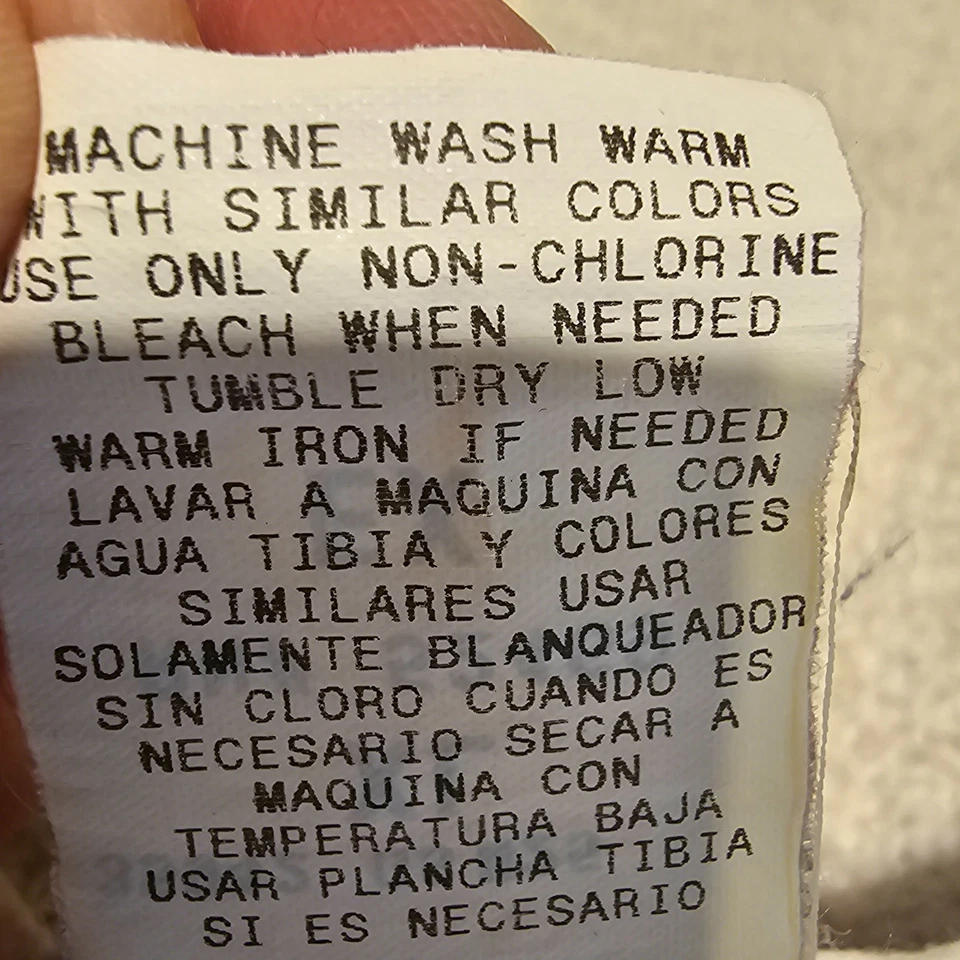 MACHINE WASH WARM
WITH SIMILAR COLORS
USE ONLY NON-CHLORINE
BLEACH WHEN NEEDED
TUMBLE DRY LOW
WARM IRON IF NEEDED
LAVAR A MAQUINA CON
AGUA TIBIA Y COLORES
SIMILARES USAR
SOLAMENTE BLANQUEADOR
SIN CLORO CUANDO ES
NECESARIO SECAR A
MAQUINA CON
TEMPERATURA BAJA
USAR PLANCHA TIBIA
SI ES NECESARIO